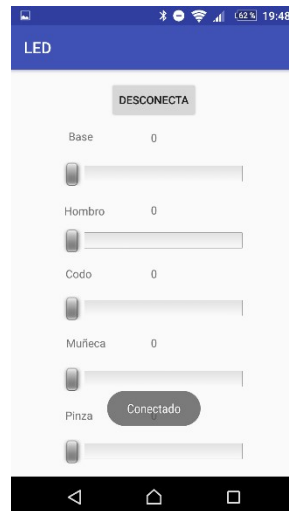 62% 19:48
LED
DESCONECTA
Base 0
Hombro 0
Codo 0
Muñeca 0
Conectado
Pinza